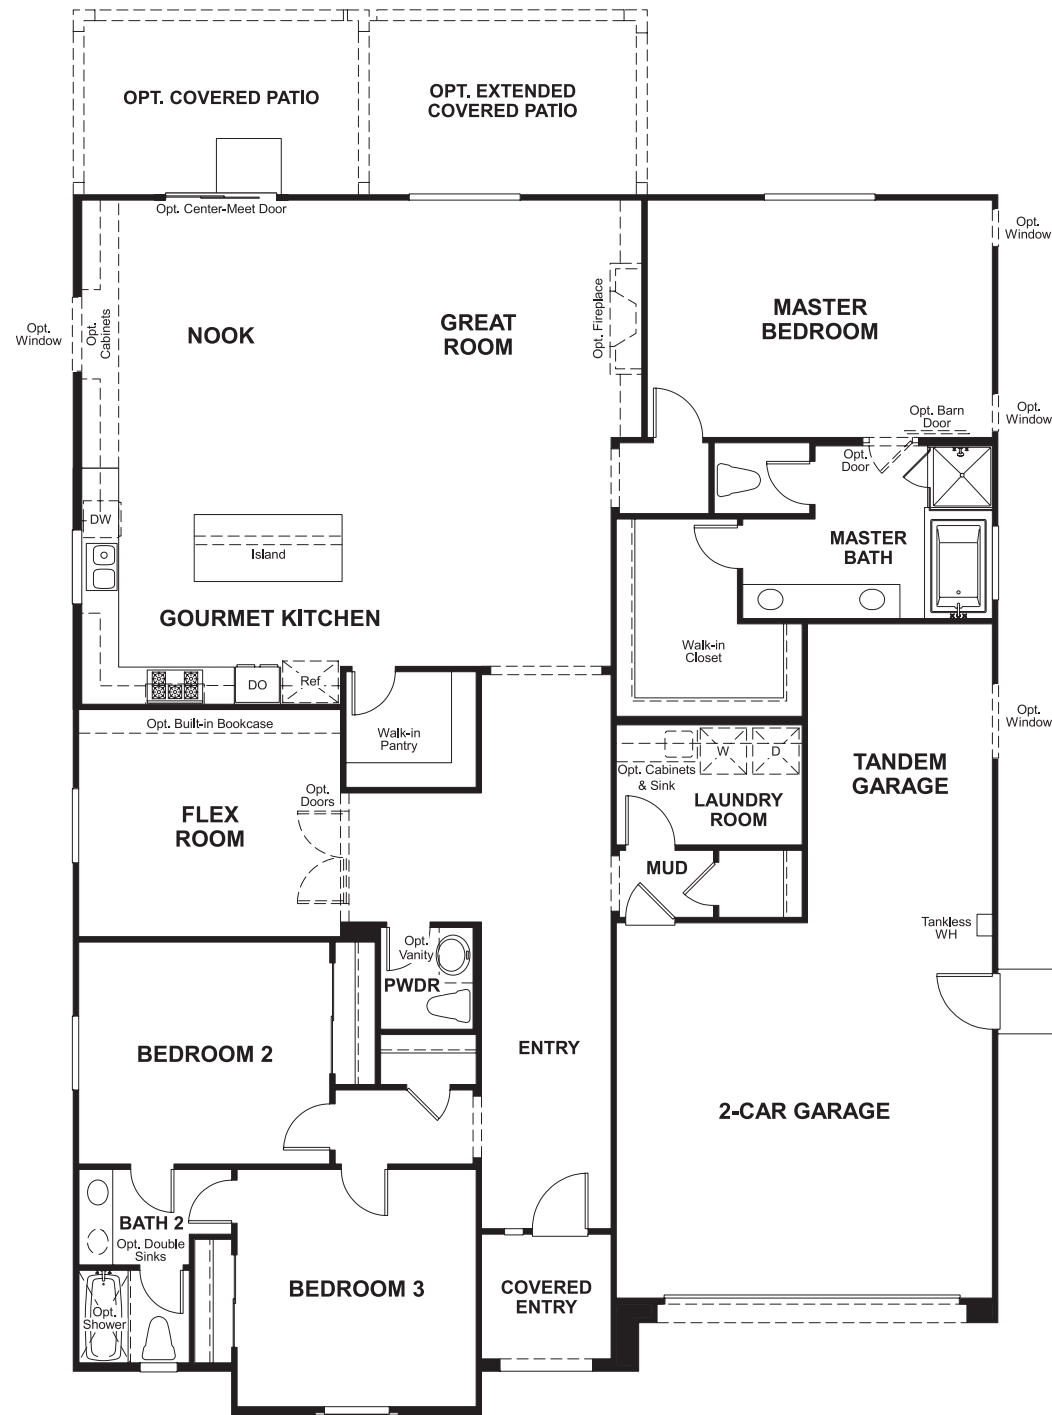 OPT. COVERED PATIO
OPT. EXTENDED
COVERED PATIO
Opt. Center-Meet Door
Opt.
Window
Opt.
Window
Opt.
Cabinets
NOOK
GREAT
ROOM
Opt. Fireplace
MASTER
BEDROOM
Opt. Barn
Door
Opt.
Window
Opt.
Door
DW
Island
MASTER
BATH
GOURMET KITCHEN
Walk-in
Closet
DO
Ref
Opt. Built-in Bookcase
Walk-in
Pantry
Opt.
Window
W
D
Opt. Cabinets
& Sink
TANDEM
GARAGE
Opt.
Doors
FLEX
ROOM
LAUNDRY
ROOM
MUD
Tankless
WH
Opt.
Vanity
PWDR
BEDROOM 2
ENTRY
2-CAR GARAGE
BATH 2
Opt. Double
Sinks
BEDROOM 3
COVERED
ENTRY
Opt.
Shower